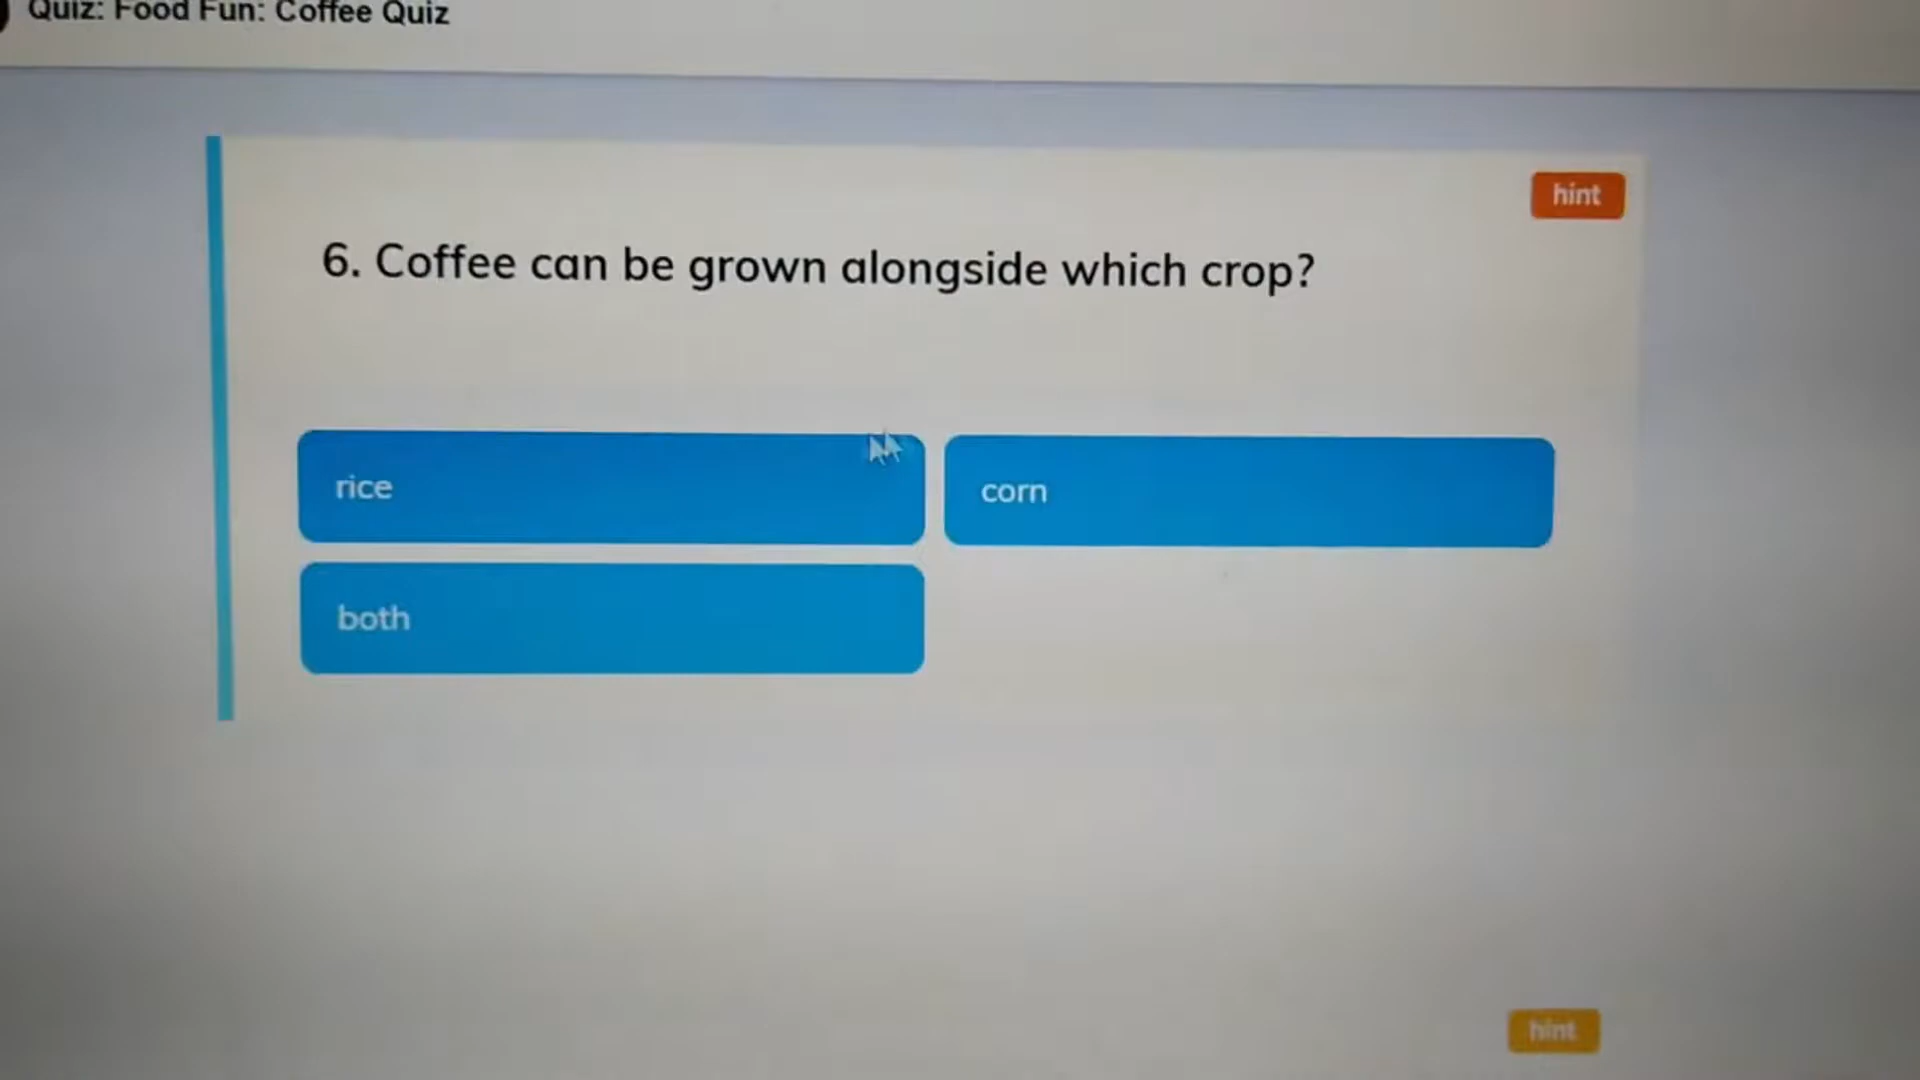 Quiz: Food Fun: Coffee Quiz
hint
6. Coffee can be grown alongside which crop?
rice
corn
both
hint